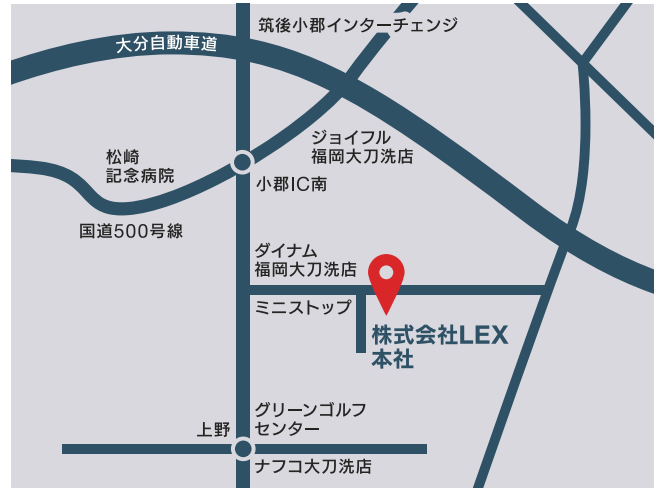 筑後小郡インターチェンジ
大分自動車道
ジョイフル
福岡大刀洗店
松崎
記念病院
小郡IC南
国道500号線
ダイナム
福岡大刀洗店
ミニストップ
株式会社LEX
本社
グリーンゴルフ
センター
上野
ナフコ大刀洗店